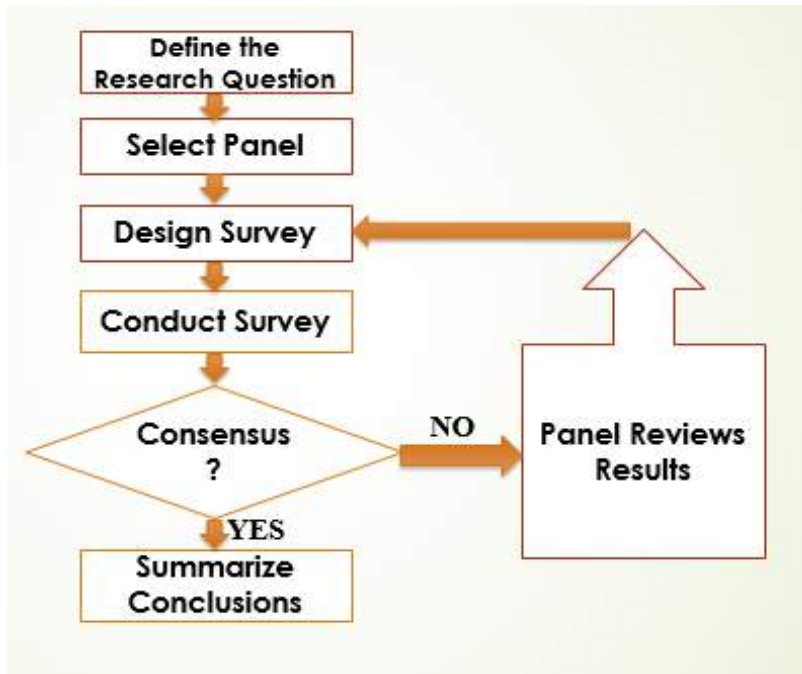 Define the
Research Question
Select Panel
Design Survey
Conduct Survey
Consensus
?
NO
Panel Reviews
Results
YES
Summarize
Conclusions